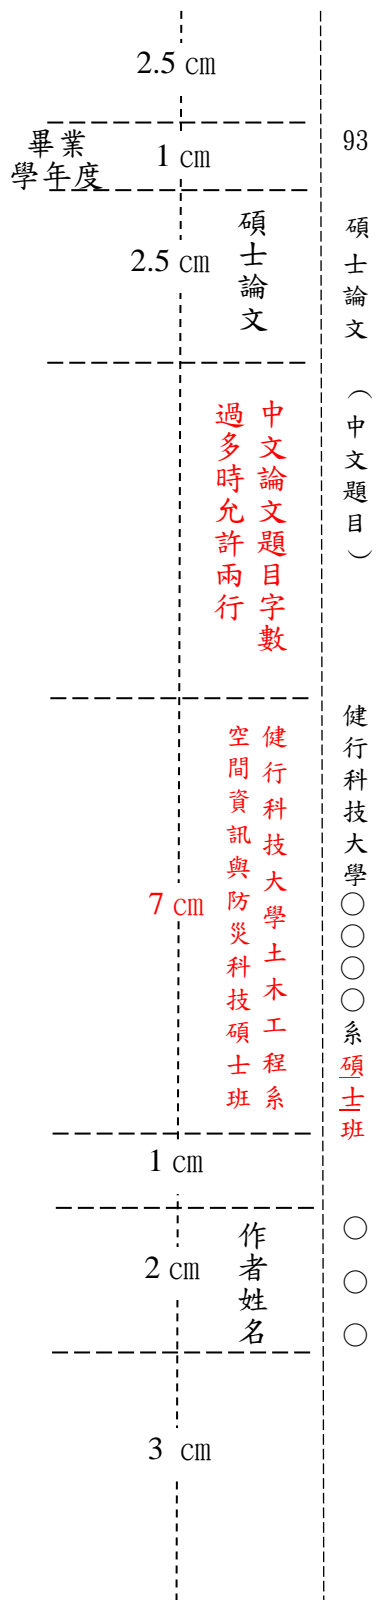 2.5 cm
畢業
學年度
1 cm
93
2.5 cm
碩士論文
碩士論文
中文論文題目字數
過多時允許兩行
（中文題目）
7 cm
健行科技大學土木工程系
空間資訊與防災科技碩士班
健行科技大學○○○○系碩士班
1 cm
2 cm
作者姓名
○○○
3 cm